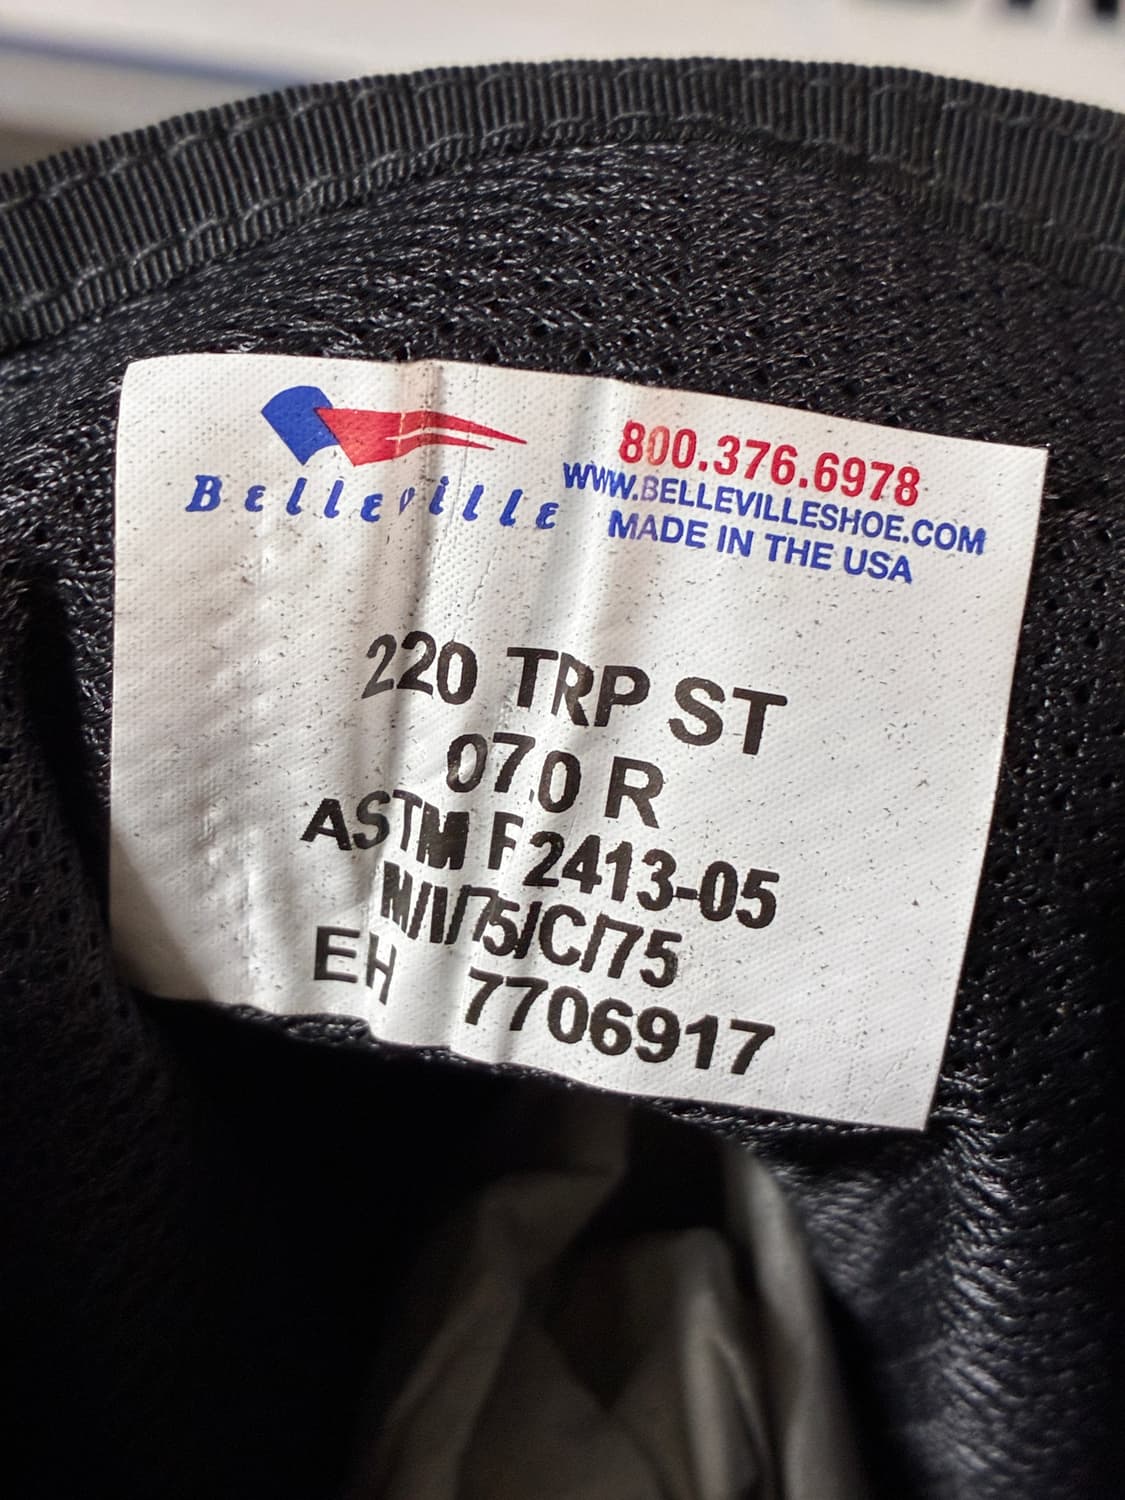 Belleville
800.376.6978
WWW.BELLEVILLESHOE.COM
MADE IN THE USA
220 TRP ST
07.0 R
ASTM F2413-05
M/I/75/C/75
EH 7706917